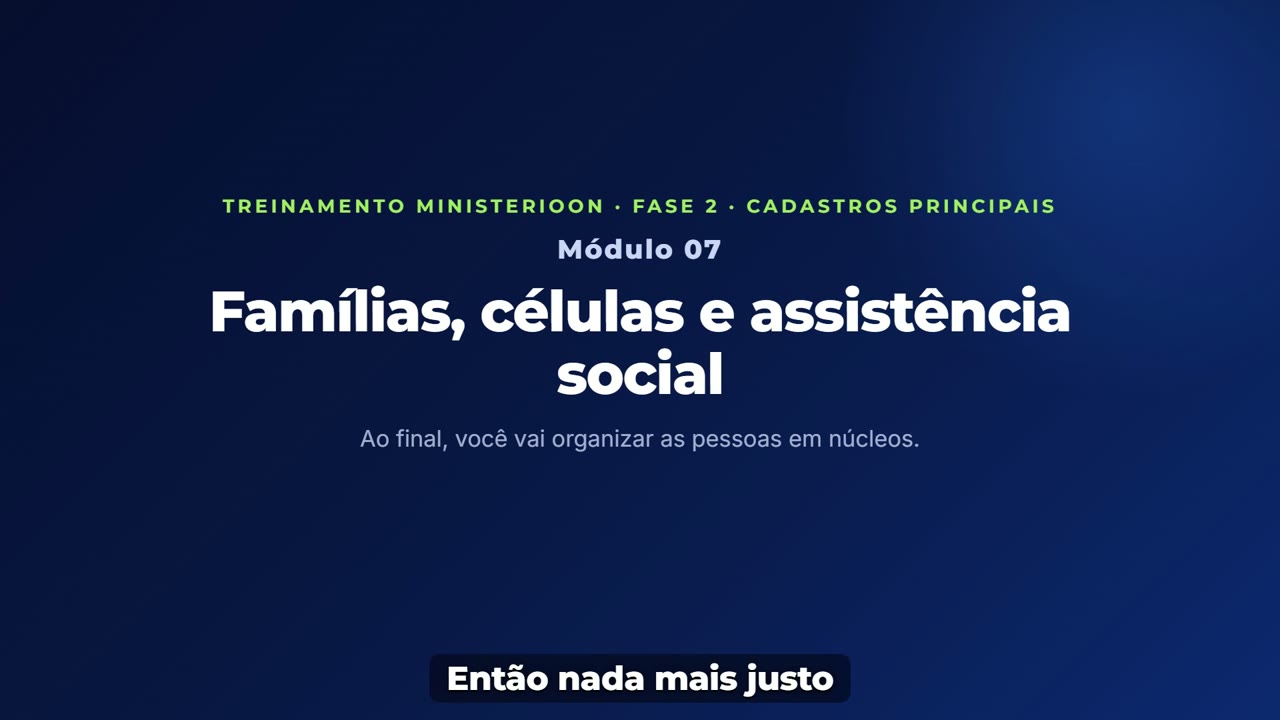 TREINAMENTO MINISTERIOON · FASE 2 · CADASTROS PRINCIPAIS
Módulo 07
Famílias, células e assistência
social
Ao final, você vai organizar as pessoas em núcleos.
Então nada mais justo